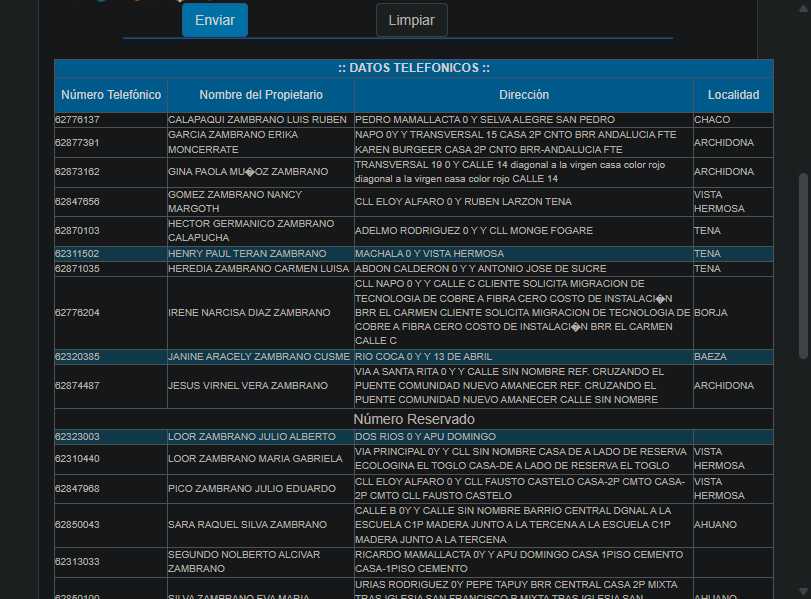 Enviar
Limpiar
:: DATOS TELEFONICOS ::
Número Telefónico Nombre del Propietario Dirección Localidad
62776137 CALAPAQUI ZAMBRANO LUIS RUBEN PEDRO MAMALLACTA 0 Y SELVA ALEGRE SAN PEDRO CHACO
62877391 GARCIA ZAMBRANO ERIKA MONCERRATE NAPO 0Y Y TRANSVERSAL 15 CASA 2P CNTO BRR ANDALUCIA FTE KAREN BURGEER CASA 2P CNTO BRR-ANDALUCIA FTE ARCHIDONA
62873162 GINA PAOLA MU�OZ ZAMBRANO TRANSVERSAL 19 0 Y CALLE 14 diagonal a la virgen casa color rojo diagonal a la virgen casa color rojo CALLE 14 ARCHIDONA
62847656 GOMEZ ZAMBRANO NANCY MARGOTH CLL ELOY ALFARO 0 Y RUBEN LARZON TENA VISTA HERMOSA
62870103 HECTOR GERMANICO ZAMBRANO CALAPUCHA ADELMO RODRIGUEZ 0 Y Y CLL MONGE FOGARE TENA
62311502 HENRY PAUL TERAN ZAMBRANO MACHALA 0 Y VISTA HERMOSA TENA
62871035 HEREDIA ZAMBRANO CARMEN LUISA ABDON CALDERON 0 Y Y ANTONIO JOSE DE SUCRE TENA
62776204 IRENE NARCISA DIAZ ZAMBRANO CLL NAPO 0 Y Y CALLE C CLIENTE SOLICITA MIGRACION DE TECNOLOGIA DE COBRE A FIBRA CERO COSTO DE INSTALACI�N BRR EL CARMEN CLIENTE SOLICITA MIGRACION DE TECNOLOGIA DE COBRE A FIBRA CERO COSTO DE INSTALACI�N BRR EL CARMEN CALLE C BORJA
62320385 JANINE ARACELY ZAMBRANO CUSME RIO COCA 0 Y Y 13 DE ABRIL BAEZA
62874487 JESUS VIRNEL VERA ZAMBRANO VIA A SANTA RITA 0 Y Y CALLE SIN NOMBRE REF. CRUZANDO EL PUENTE COMUNIDAD NUEVO AMANECER REF. CRUZANDO EL PUENTE COMUNIDAD NUEVO AMANECER CALLE SIN NOMBRE ARCHIDONA
Número Reservado
62323003 LOOR ZAMBRANO JULIO ALBERTO DOS RIOS 0 Y APU DOMINGO
62310440 LOOR ZAMBRANO MARIA GABRIELA VIA PRINCIPAL 0Y Y CLL SIN NOMBRE CASA DE A LADO DE RESERVA ECOLOGINA EL TOGLO CASA-DE A LADO DE RESERVA EL TOGLO VISTA HERMOSA
62847968 PICO ZAMBRANO JULIO EDUARDO CLL ELOY ALFARO 0 Y CLL FAUSTO CASTELO CASA-2P CMTO CASA-2P CMTO CLL FAUSTO CASTELO VISTA HERMOSA
62850043 SARA RAQUEL SILVA ZAMBRANO CALLE B 0Y Y CALLE SIN NOMBRE BARRIO CENTRAL DGNAL A LA ESCUELA C1P MADERA JUNTO A LA TERCENA A LA ESCUELA C1P MADERA JUNTO A LA TERCENA AHUANO
62313033 SEGUNDO NOLBERTO ALCIVAR ZAMBRANO RICARDO MAMALLACTA 0Y Y APU DOMINGO CASA 1PISO CEMENTO CASA-1PISO CEMENTO
62850100 SILVA ZAMBRANO EVA MARIA URIAS RODRIGUEZ 0Y PEPE TAPUY BRR CENTRAL CASA 2P MIXTA TRAS IGLESIA SAN FRANCISCO P MIXTA TRAS IGLESIA SAN AHUANO